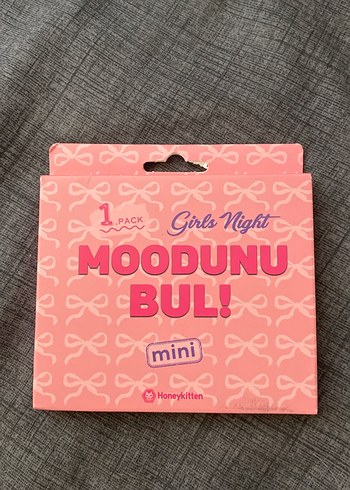 1.PACK
Girls Night
MOODUNU
BUL!
mini
Honeykitten